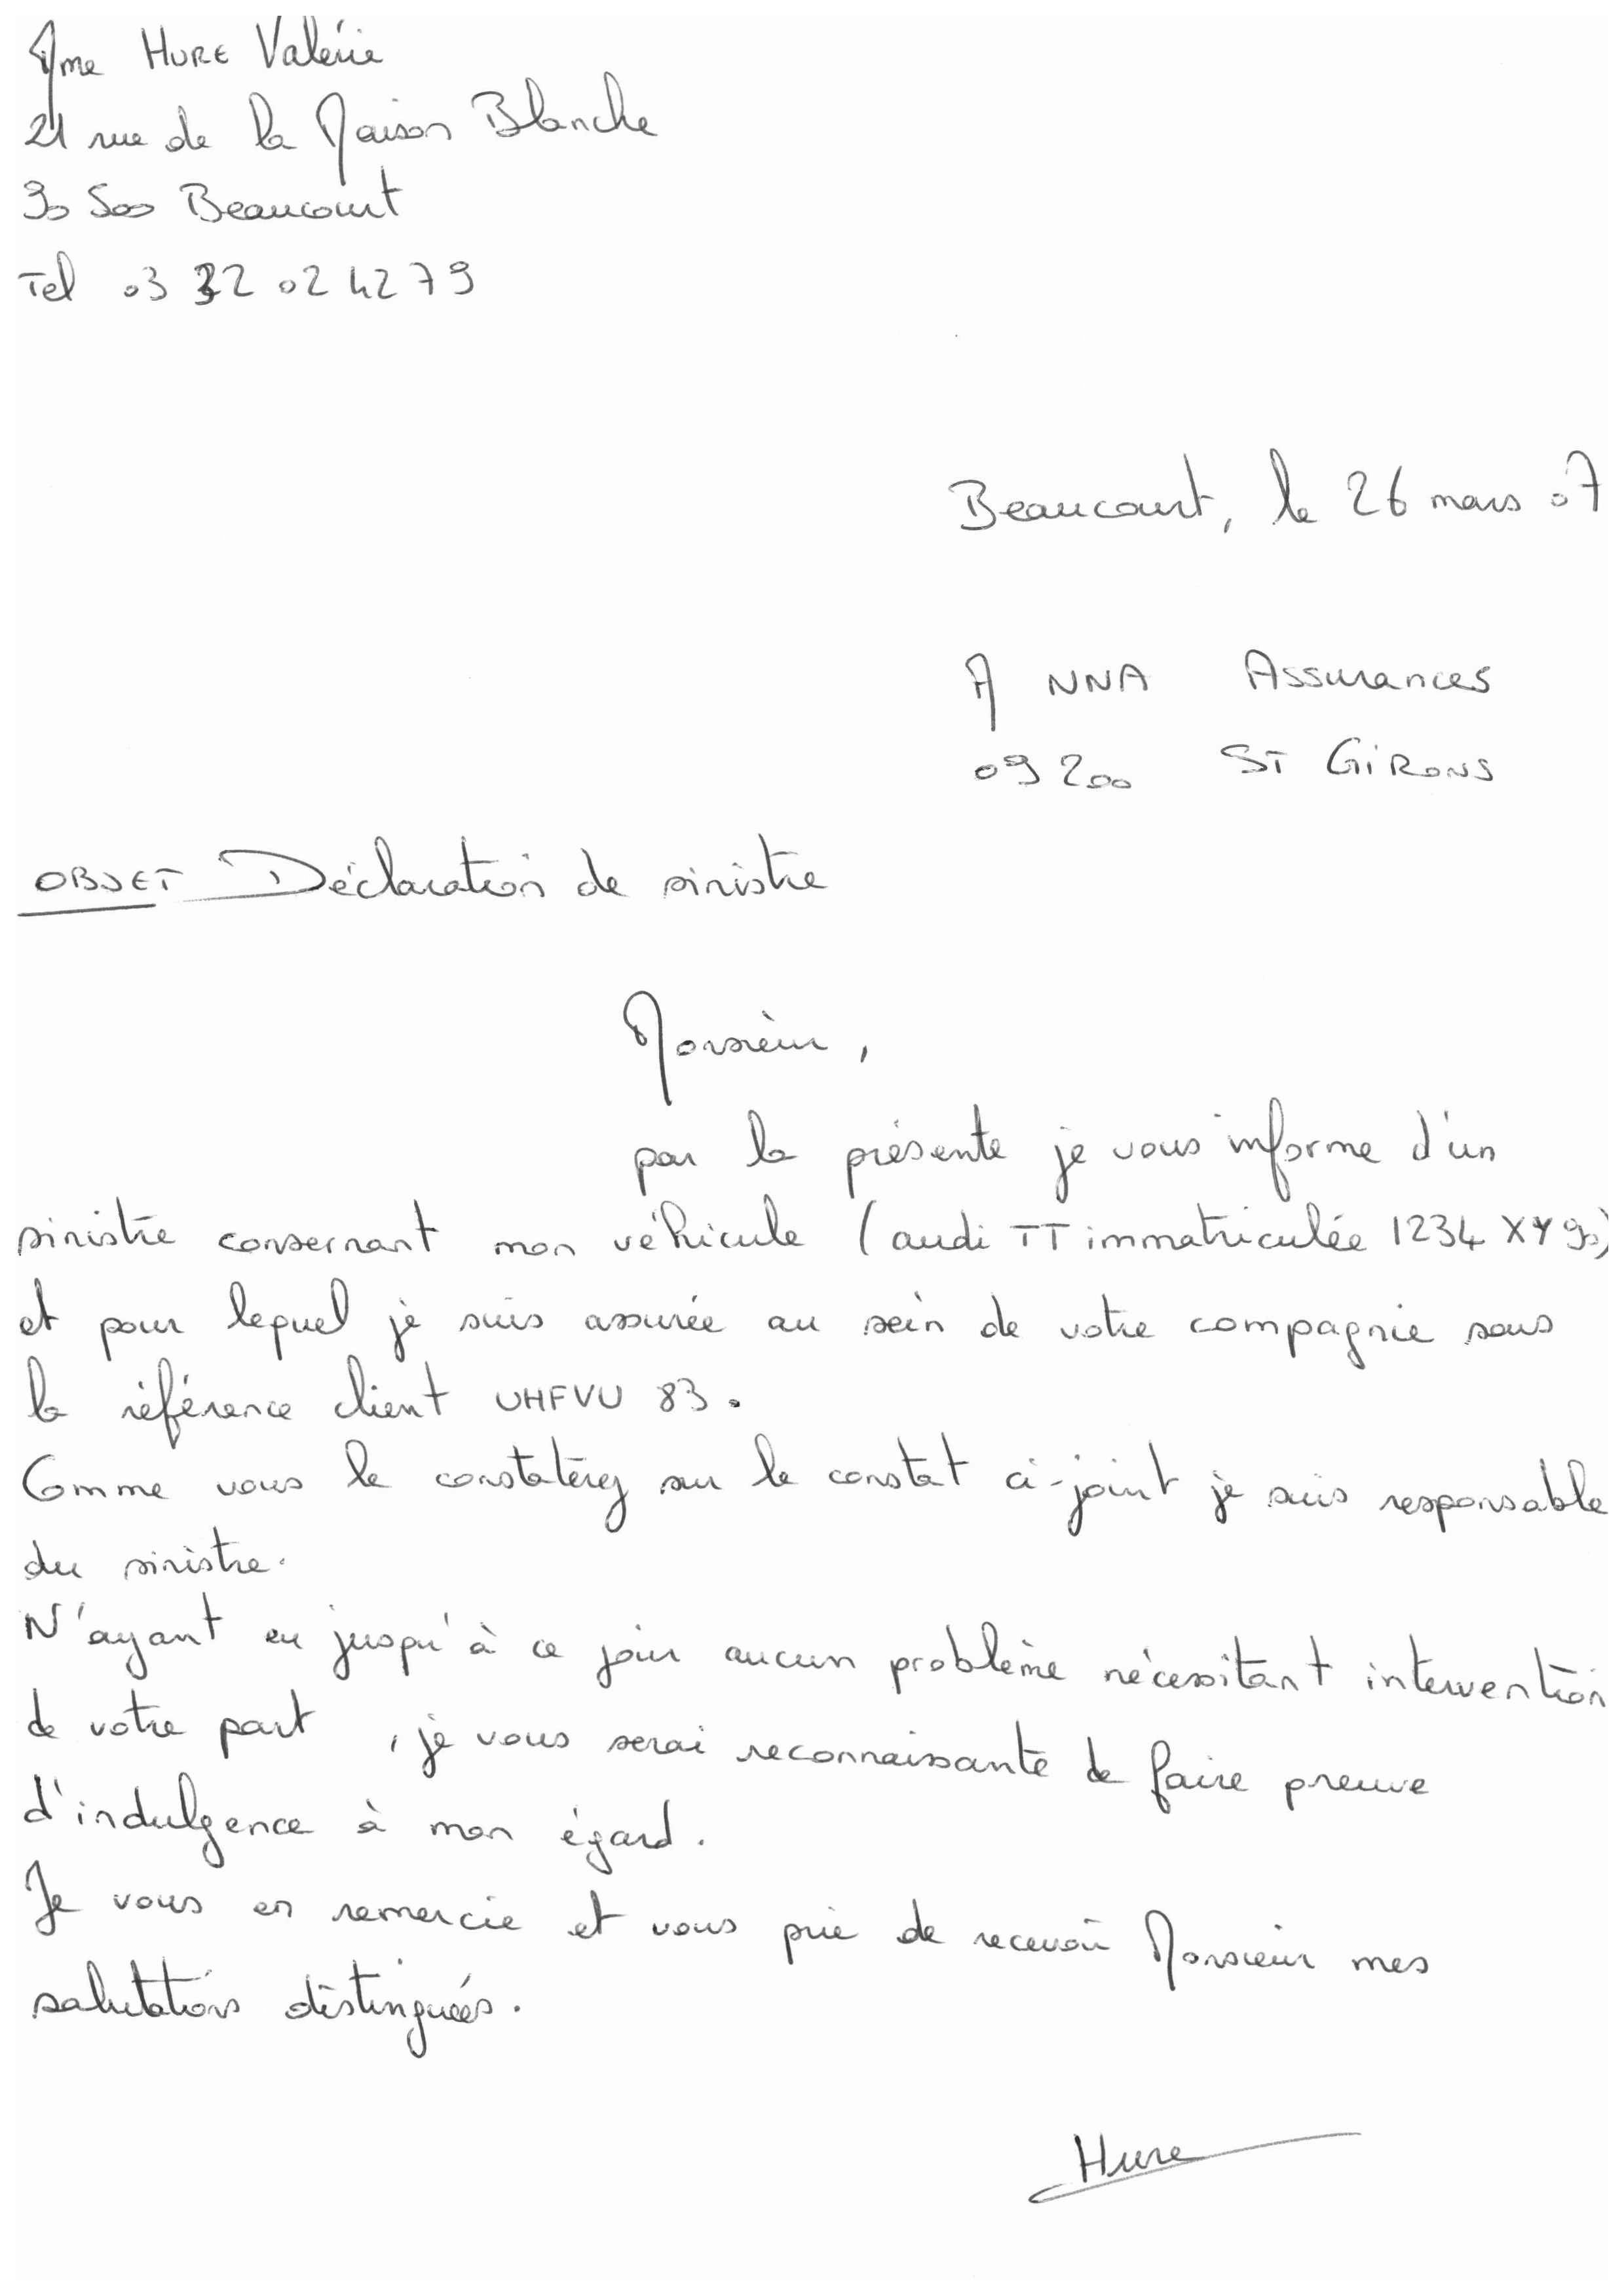 Mme HURE Valérie
21 rue de la Maison Blanche
90 500 Beaucourt
Tel 03 32 02 42 79
Beaucourt, le 26 mars 07
A NNA Assurances
09 200 ST GIRONS
OBJET Déclaration de sinistre
Monsieur,
par la présente je vous informe d'un
sinistre consernant mon véhicule (audi TT immatriculée 1234 XY 90)
et pour lequel je suis assurée au sein de votre compagnie sous
la référence client UHFVU 83.
Comme vous le constaterez sur le constat ci-joint je suis responsable
du sinistre.
N'ayant eu jusqu'à ce jour aucun problème nécessitant intervention
de votre part, je vous serai reconnaissante de faire preuve
d'indulgence à mon égard.
Je vous en remercie et vous prie de recevoir Monsieur mes
salutations distinguées.
Hure